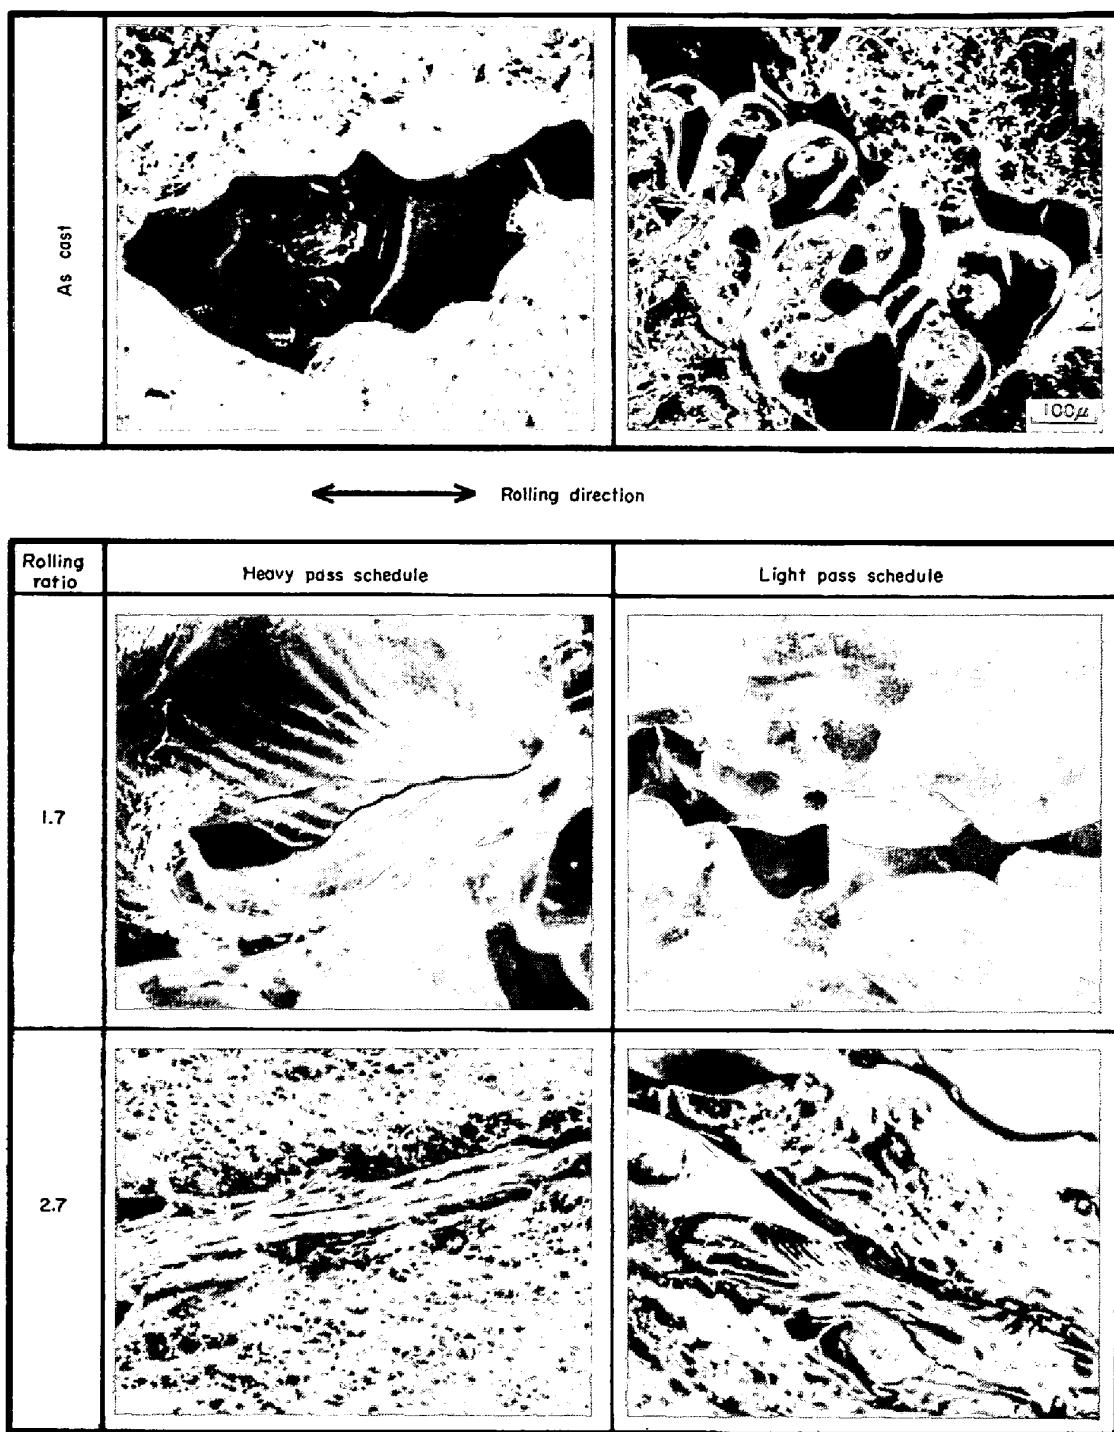 As cast
100μ
Rolling direction
Rolling
ratio
Heavy pass schedule
Light pass schedule
1.7
2.7